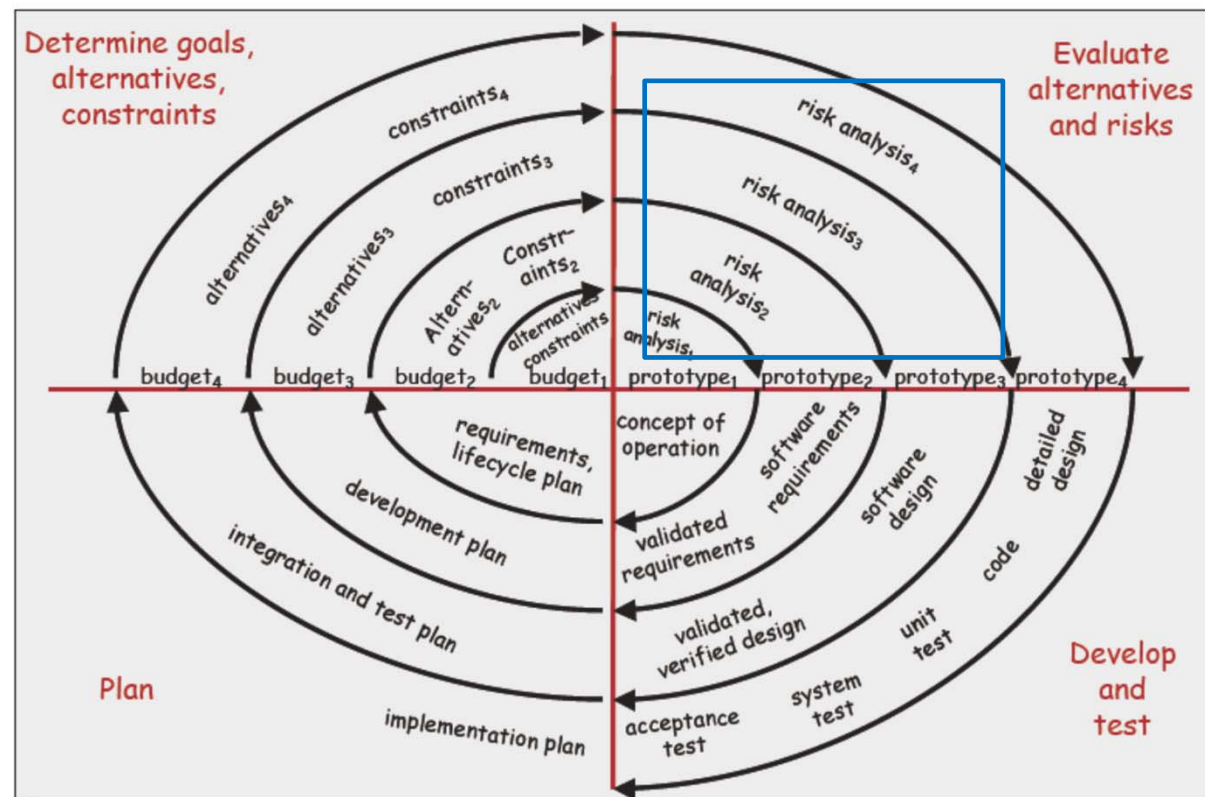 Determine goals,
alternatives,
constraints
Evaluate
alternatives
and risks
constraints₄
constraints₃
Constr-
aints₂
alternatives₄
alternatives₃
Altern-
atives₂
alternatives
constraints
risk analysis₄
risk analysis₃
risk
analysis₂
risk
analysis₁
budget₄ budget₃ budget₂ budget₁ prototype₁ prototype₂ prototype₃ prototype₄
requirements,
lifecycle plan
development plan
integration and test plan
implementation plan
concept of
operation
software
requirements
validated
requirements
software
design
validated,
verified design
detailed
design
code
unit
test
system
test
acceptance
test
Plan
Develop
and
test